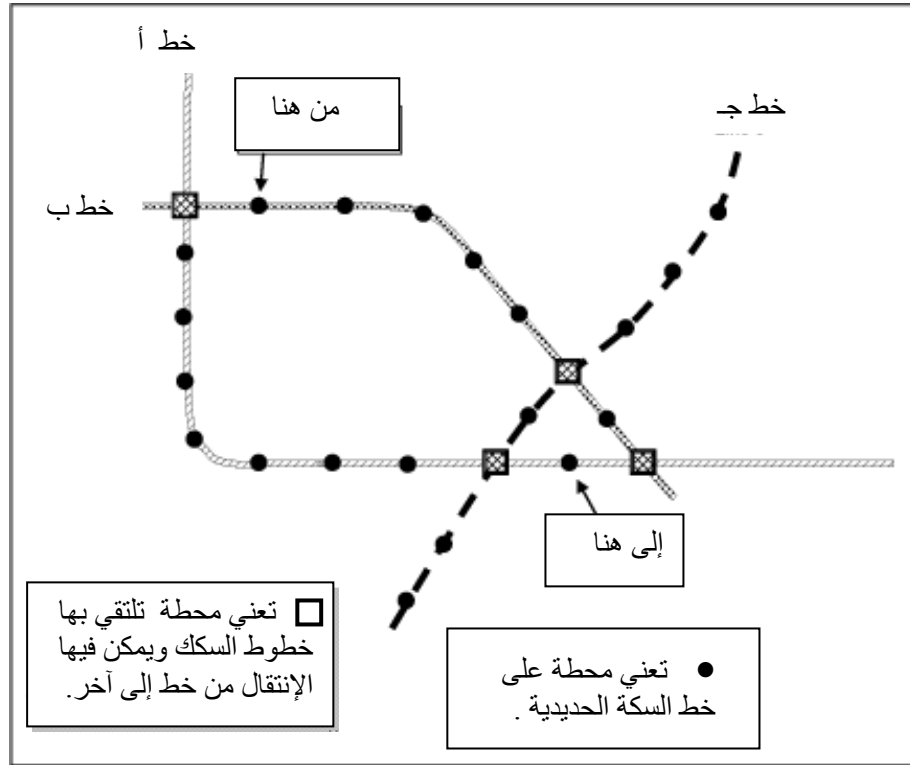 خط أ
من هنا
خط جـ
خط ب
إلى هنا
تعني محطة تلتقي بها
خطوط السكك ويمكن فيها
الإنتقال من خط إلى آخر.
تعني محطة على
خط السكة الحديدية .